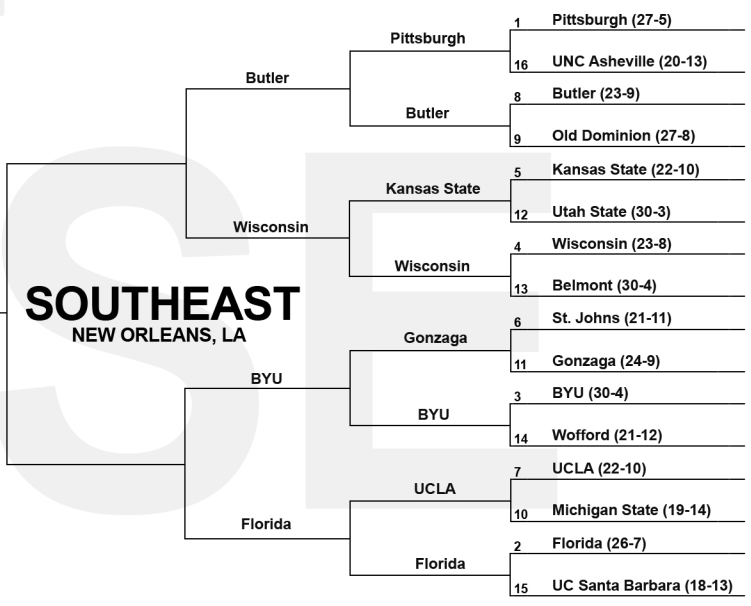 1 Pittsburgh (27-5)
Pittsburgh
16 UNC Asheville (20-13)
Butler
8 Butler (23-9)
Butler
9 Old Dominion (27-8)
5 Kansas State (22-10)
Kansas State
12 Utah State (30-3)
Wisconsin
4 Wisconsin (23-8)
Wisconsin
13 Belmont (30-4)
SOUTHEAST
NEW ORLEANS, LA
6 St. Johns (21-11)
Gonzaga
11 Gonzaga (24-9)
BYU
3 BYU (30-4)
BYU
14 Wofford (21-12)
7 UCLA (22-10)
UCLA
10 Michigan State (19-14)
Florida
2 Florida (26-7)
Florida
15 UC Santa Barbara (18-13)
SE